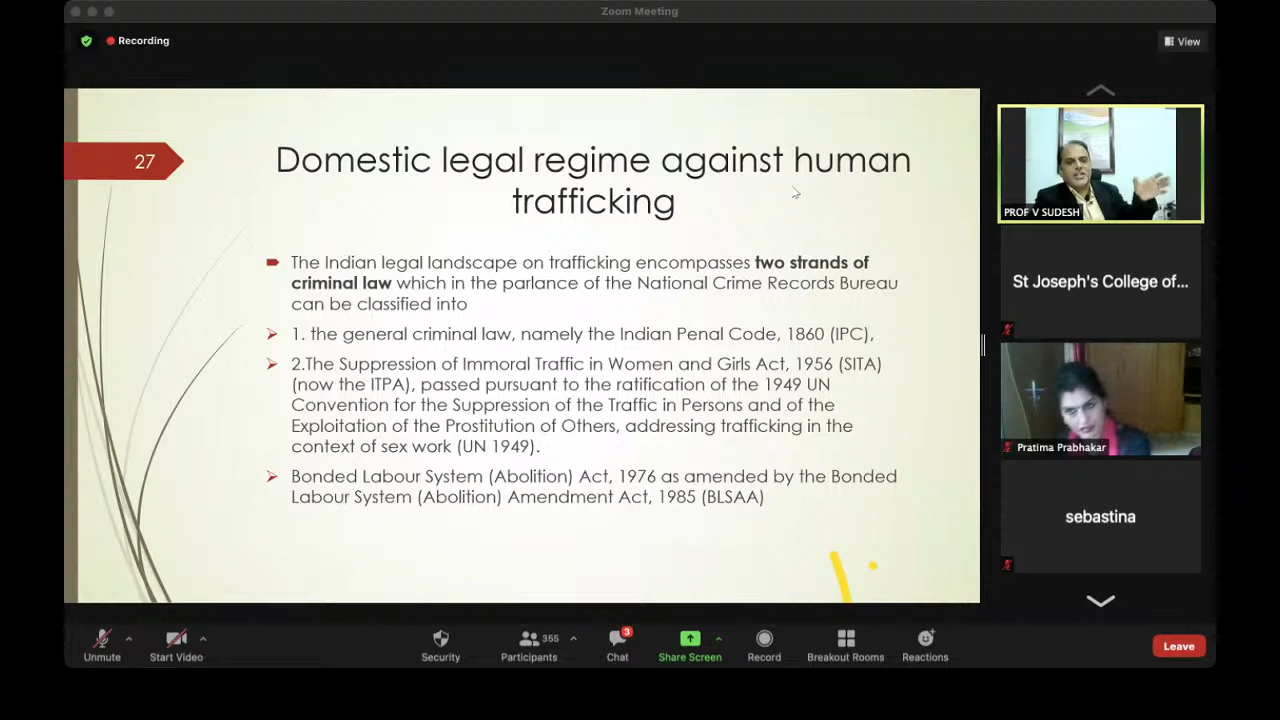 Zoom Meeting
Recording
View
27
Domestic legal regime against human
trafficking
The Indian legal landscape on trafficking encompasses two strands of
criminal law which in the parlance of the National Crime Records Bureau
can be classified into
1. the general criminal law, namely the Indian Penal Code, 1860 (IPC),
2.The Suppression of Immoral Traffic in Women and Girls Act, 1956 (SITA)
(now the ITPA), passed pursuant to the ratification of the 1949 UN
Convention for the Suppression of the Traffic in Persons and of the
Exploitation of the Prostitution of Others, addressing trafficking in the
context of sex work (UN 1949).
Bonded Labour System (Abolition) Act, 1976 as amended by the Bonded
Labour System (Abolition) Amendment Act, 1985 (BLSAA)
PROF V SUDESH
St Joseph's College of...
Pratima Prabhakar
sebastina
Unmute
Start Video
Security
Participants
355
Chat
3
Share Screen
Record
Breakout Rooms
Reactions
Leave